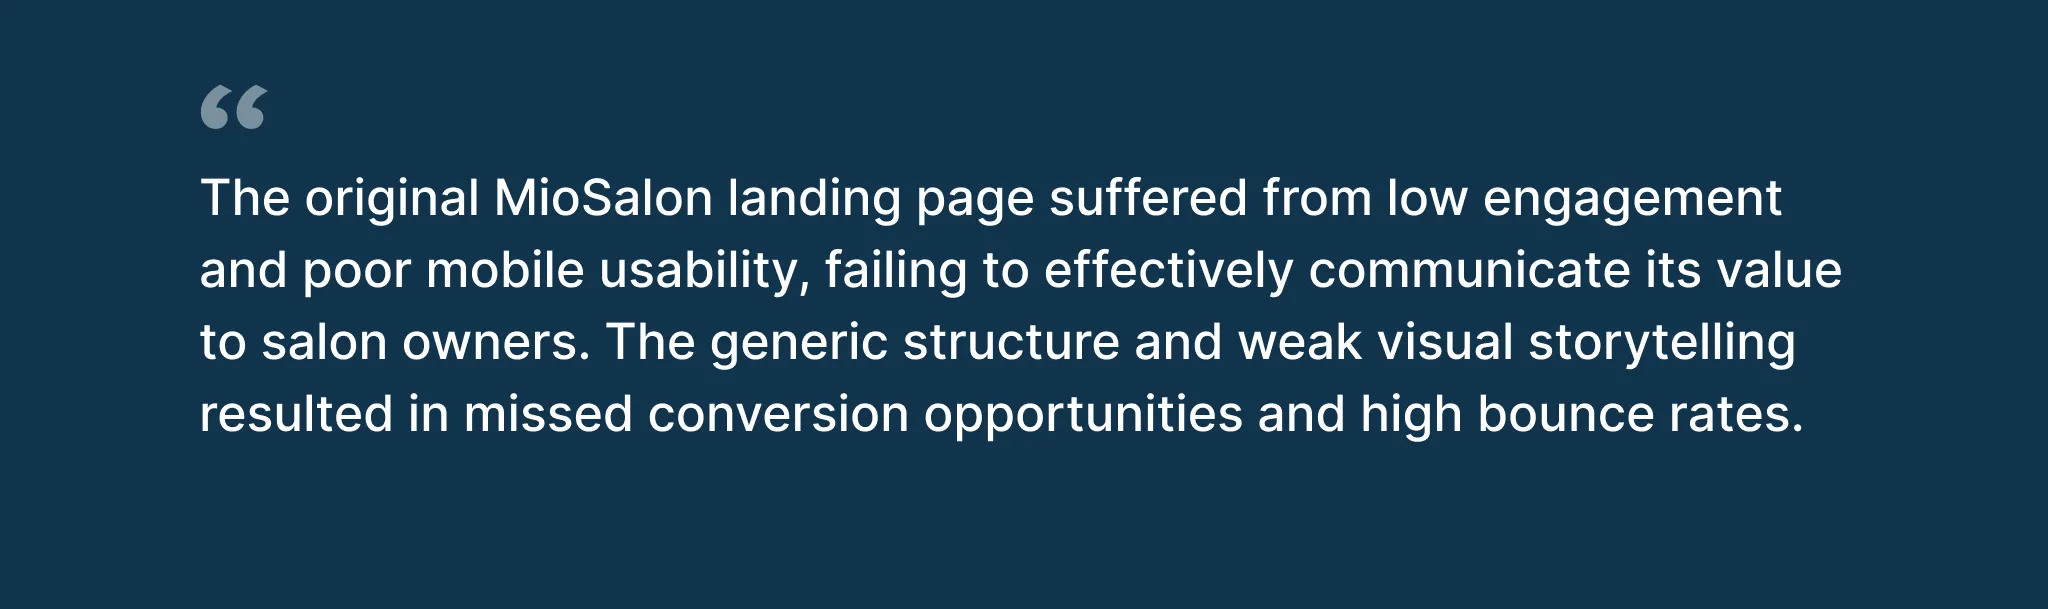 “
The original MioSalon landing page suffered from low engagement
and poor mobile usability, failing to effectively communicate its value
to salon owners. The generic structure and weak visual storytelling
resulted in missed conversion opportunities and high bounce rates.